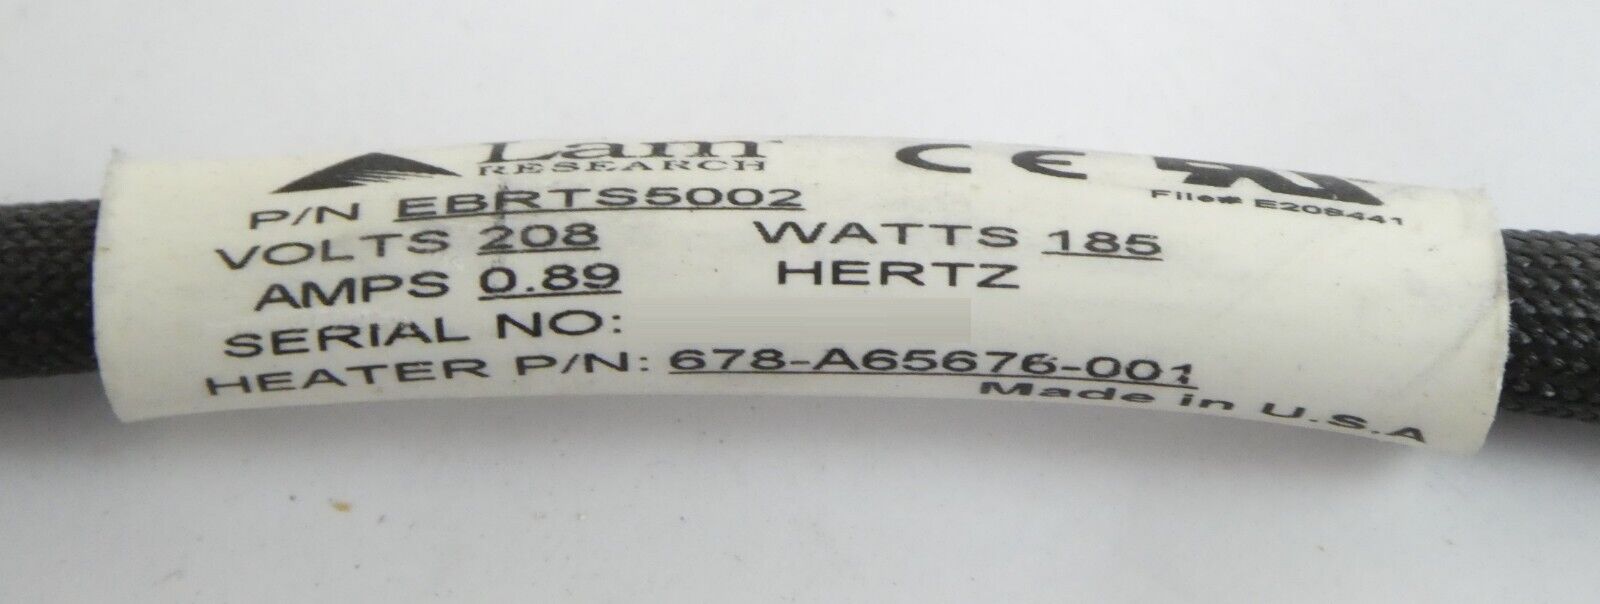 Lam
RESEARCH
CE
File# E208441
P/N EBRTS5002
VOLTS 208 WATTS 185
AMPS 0.89 HERTZ
SERIAL NO:
HEATER P/N: 678-A65676-001
Made in U.S.A